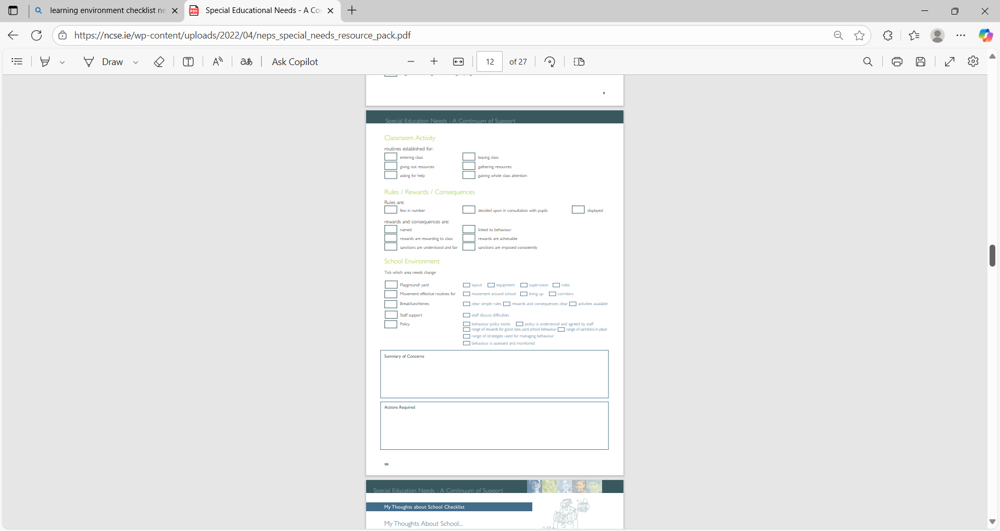 learning environment checklist ne
Special Educational Needs - A Co
https://ncse.ie/wp-content/uploads/2022/04/neps_special_needs_resource_pack.pdf
Draw
aあ
Ask Copilot
12 of 27
9
Special Education Needs - A Continuum of Support
Classroom Activity
routines established for:
entering class leaving class
giving out resources gathering resources
asking for help gaining whole class attention
Rules / Rewards / Consequences
Rules are:
few in number decided upon in consultation with pupils displayed
rewards and consequences are:
named linked to behaviour
rewards are rewarding to class rewards are achievable
sanctions are understood and fair sanctions are imposed consistently
School Environment
Tick which area needs change
Playground/ yard layout equipment supervision rules
Movement: effective routines for movement around school lining up corridors
Break/lunchtimes clear simple rules rewards and consequences clear activities available
Staff support staff discuss difficulties
Policy behaviour policy exists policy is understood and agreed by staff
range of rewards for good class, yard, school behaviour range of sanctions in place
range of strategies used for managing behaviour
behaviour is assessed and monitored
Summary of Concerns
Actions Required
10
Special Education Needs - A Continuum of Support
My Thoughts about School Checklist
My Thoughts About School...